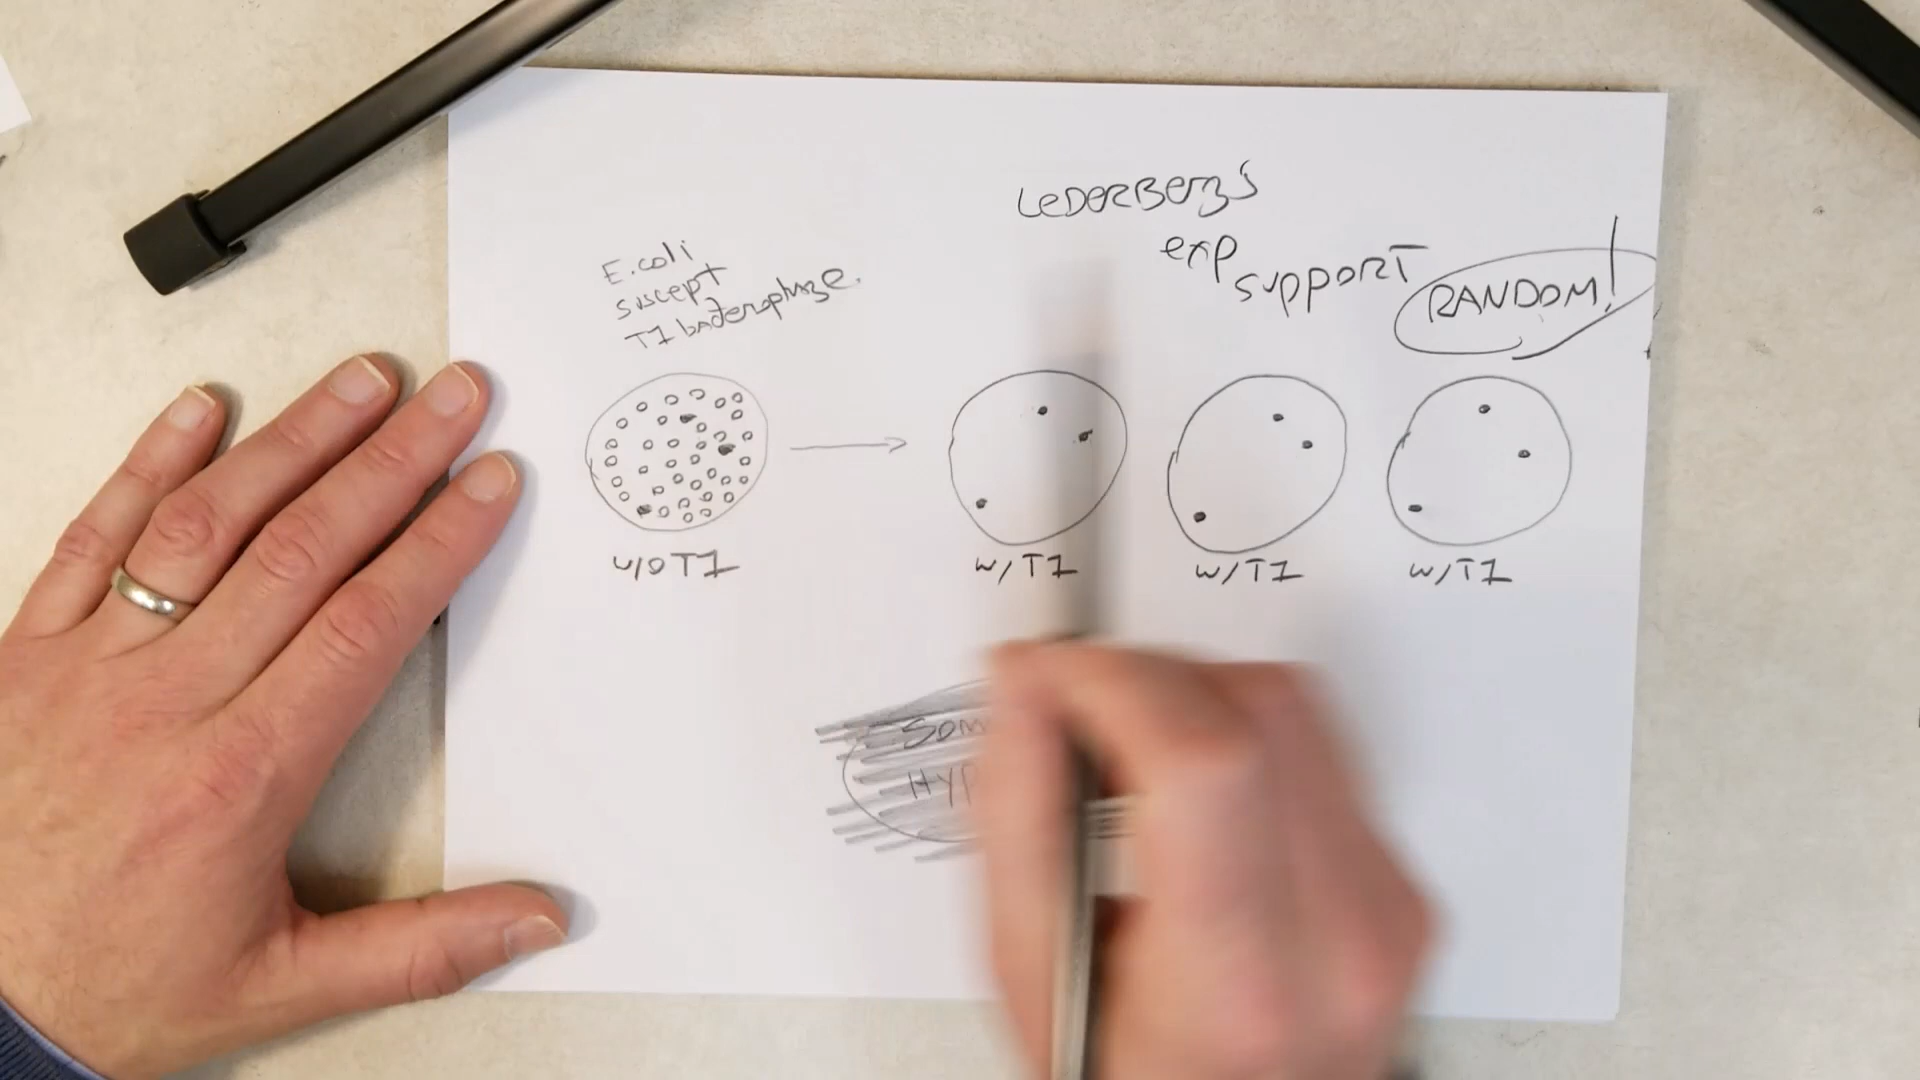 LEDERBERG'S
exp
SUPPORT
RANDOM!
E.coli
suscept
T1 bacteriophage.
w/o T1
w/ T1
w/ T1
w/ T1